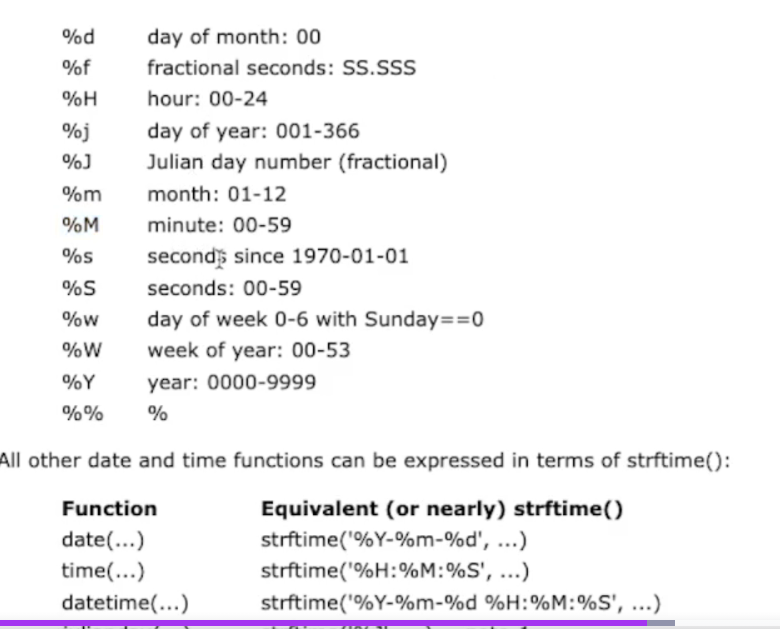 %d day of month: 00
%f fractional seconds: SS.SSS
%H hour: 00-24
%j day of year: 001-366
%J Julian day number (fractional)
%m month: 01-12
%M minute: 00-59
%s seconds since 1970-01-01
%S seconds: 00-59
%w day of week 0-6 with Sunday==0
%W week of year: 00-53
%Y year: 0000-9999
%% %
All other date and time functions can be expressed in terms of strftime():
Function Equivalent (or nearly) strftime()
date(...) strftime('%Y-%m-%d', ...)
time(...) strftime('%H:%M:%S', ...)
datetime(...) strftime('%Y-%m-%d %H:%M:%S', ...)